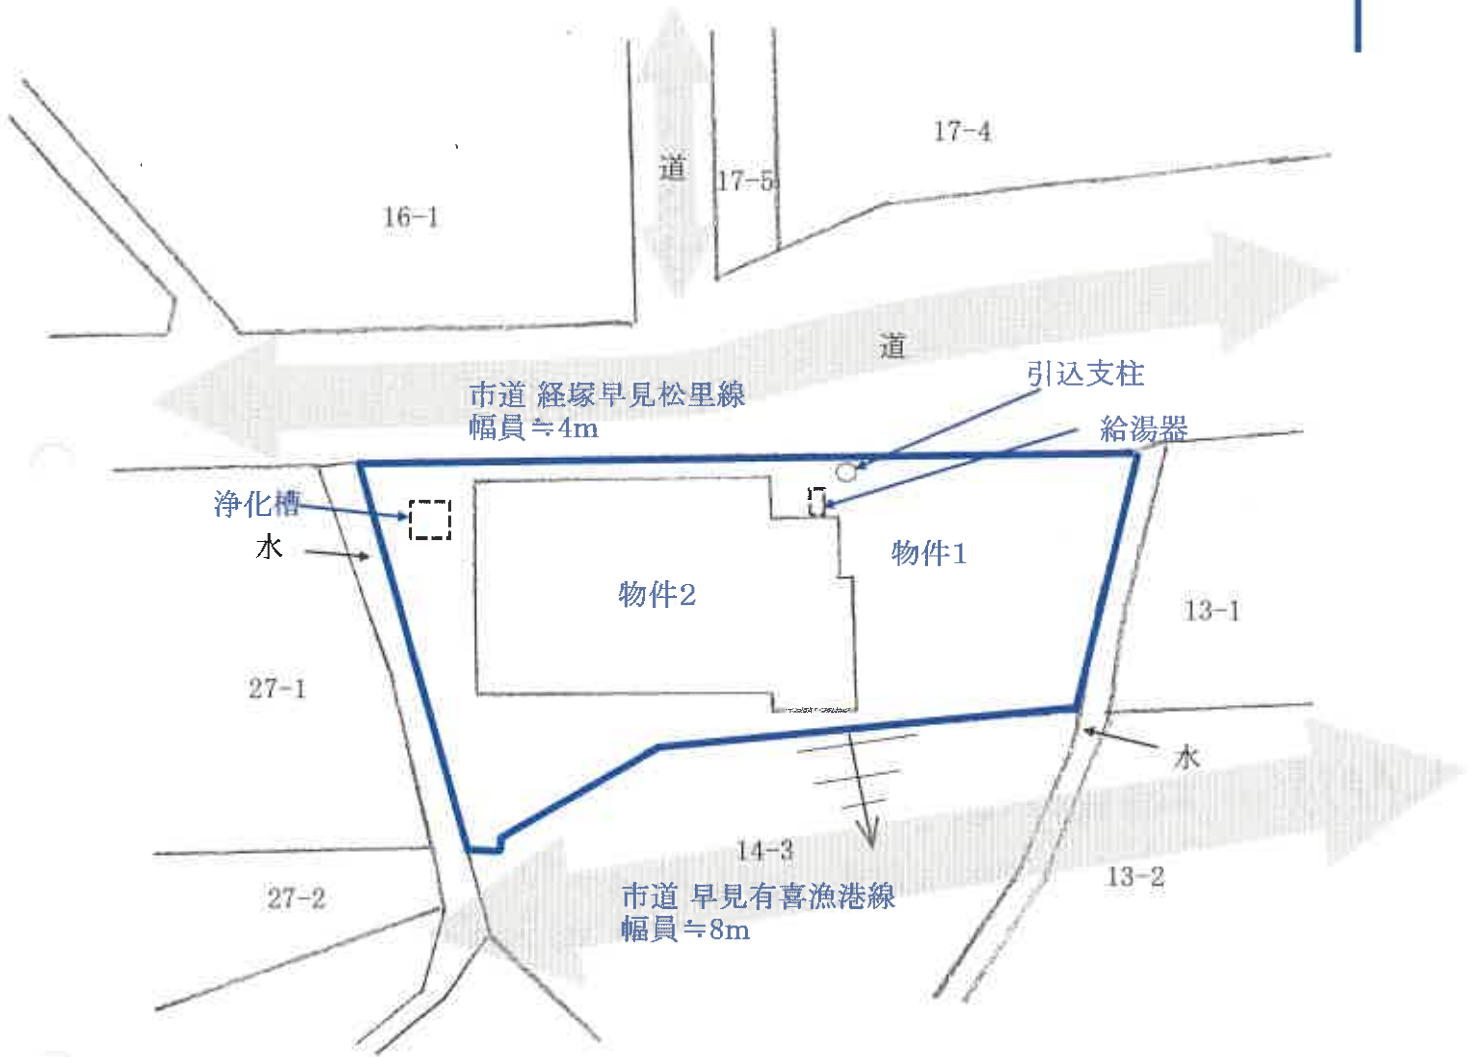 17-4
道
17-5
16-1
道
引込支柱
市道 経塚早見松里線
幅員≒4m
給湯器
浄化槽
水
物件1
物件2
13-1
27-1
水
14-3
13-2
27-2
市道 早見有喜漁港線
幅員≒8m